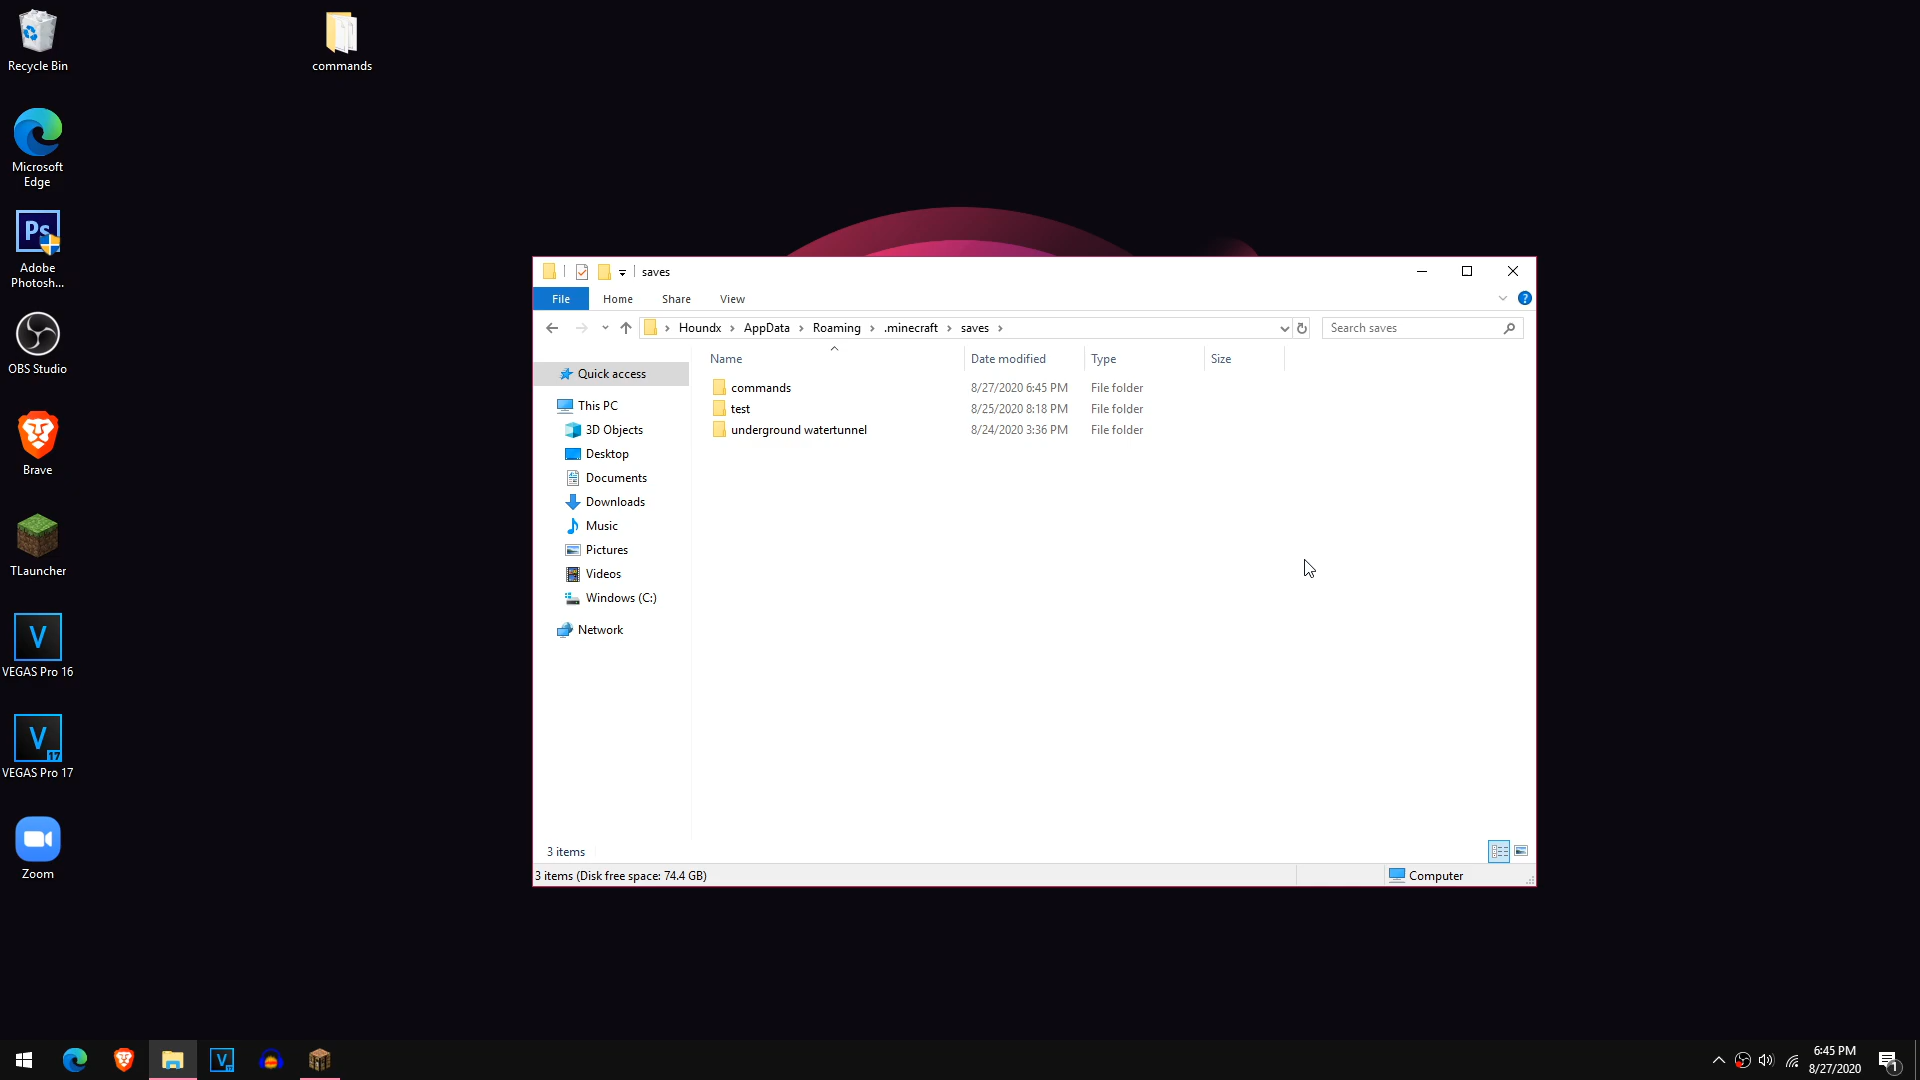 Recycle Bin
commands
Microsoft
Edge
Ps
Adobe
Photosh...
OBS Studio
Brave
TLauncher
V
VEGAS Pro 16
V
17
VEGAS Pro 17
Zoom
saves
File Home Share View
Houndx > AppData > Roaming > .minecraft > saves >
Search saves
Name Date modified Type Size
commands 8/27/2020 6:45 PM File folder
test 8/25/2020 8:18 PM File folder
underground watertunnel 8/24/2020 3:36 PM File folder
Quick access
This PC
3D Objects
Desktop
Documents
Downloads
Music
Pictures
Videos
Windows (C:)
Network
3 items
3 items (Disk free space: 74.4 GB)
Computer
V
6:45 PM
8/27/2020
1